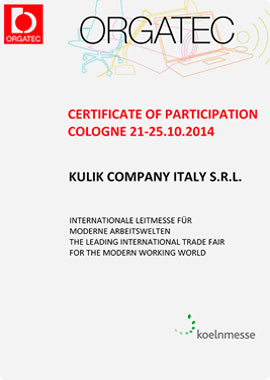 ORGATEC
ORGATEC
CERTIFICATE OF PARTICIPATION
COLOGNE 21-25.10.2014
KULIK COMPANY ITALY S.R.L.
INTERNATIONALE LEITMESSE FÜR
MODERNE ARBEITSWELTEN
THE LEADING INTERNATIONAL TRADE FAIR
FOR THE MODERN WORKING WORLD
koelnmesse